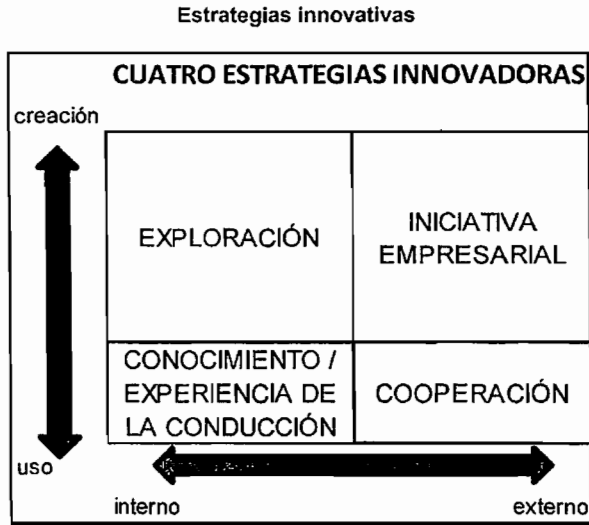 Estrategias innovativas
CUATRO ESTRATEGIAS INNOVADORAS
creación
EXPLORACIÓN
INICIATIVA
EMPRESARIAL
CONOCIMIENTO /
EXPERIENCIA DE
LA CONDUCCIÓN
COOPERACIÓN
uso
interno
externo